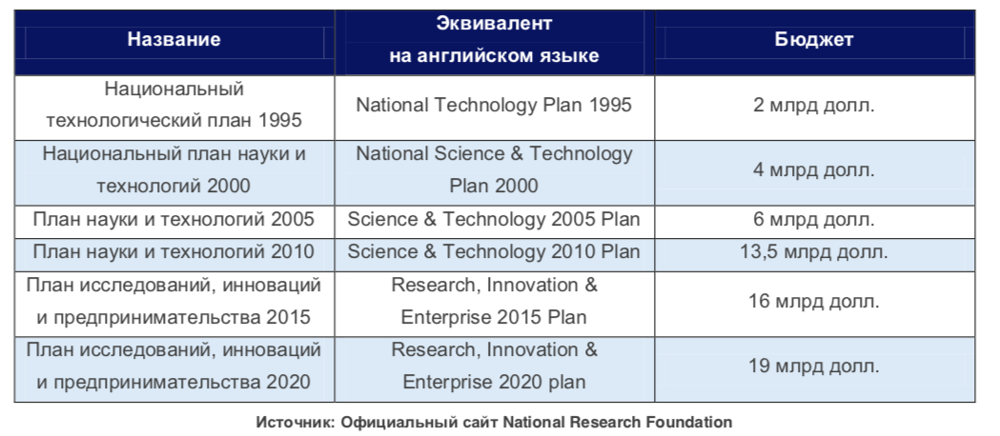 Название
Эквивалент
на английском языке
Бюджет
Национальный
технологический план 1995
National Technology Plan 1995
2 млрд долл.
Национальный план науки и
технологий 2000
National Science & Technology
Plan 2000
4 млрд долл.
План науки и технологий 2005
Science & Technology 2005 Plan
6 млрд долл.
План науки и технологий 2010
Science & Technology 2010 Plan
13,5 млрд долл.
План исследований, инноваций
и предпринимательства 2015
Research, Innovation &
Enterprise 2015 Plan
16 млрд долл.
План исследований, инноваций
и предпринимательства 2020
Research, Innovation &
Enterprise 2020 plan
19 млрд долл.
Источник: Официальный сайт National Research Foundation